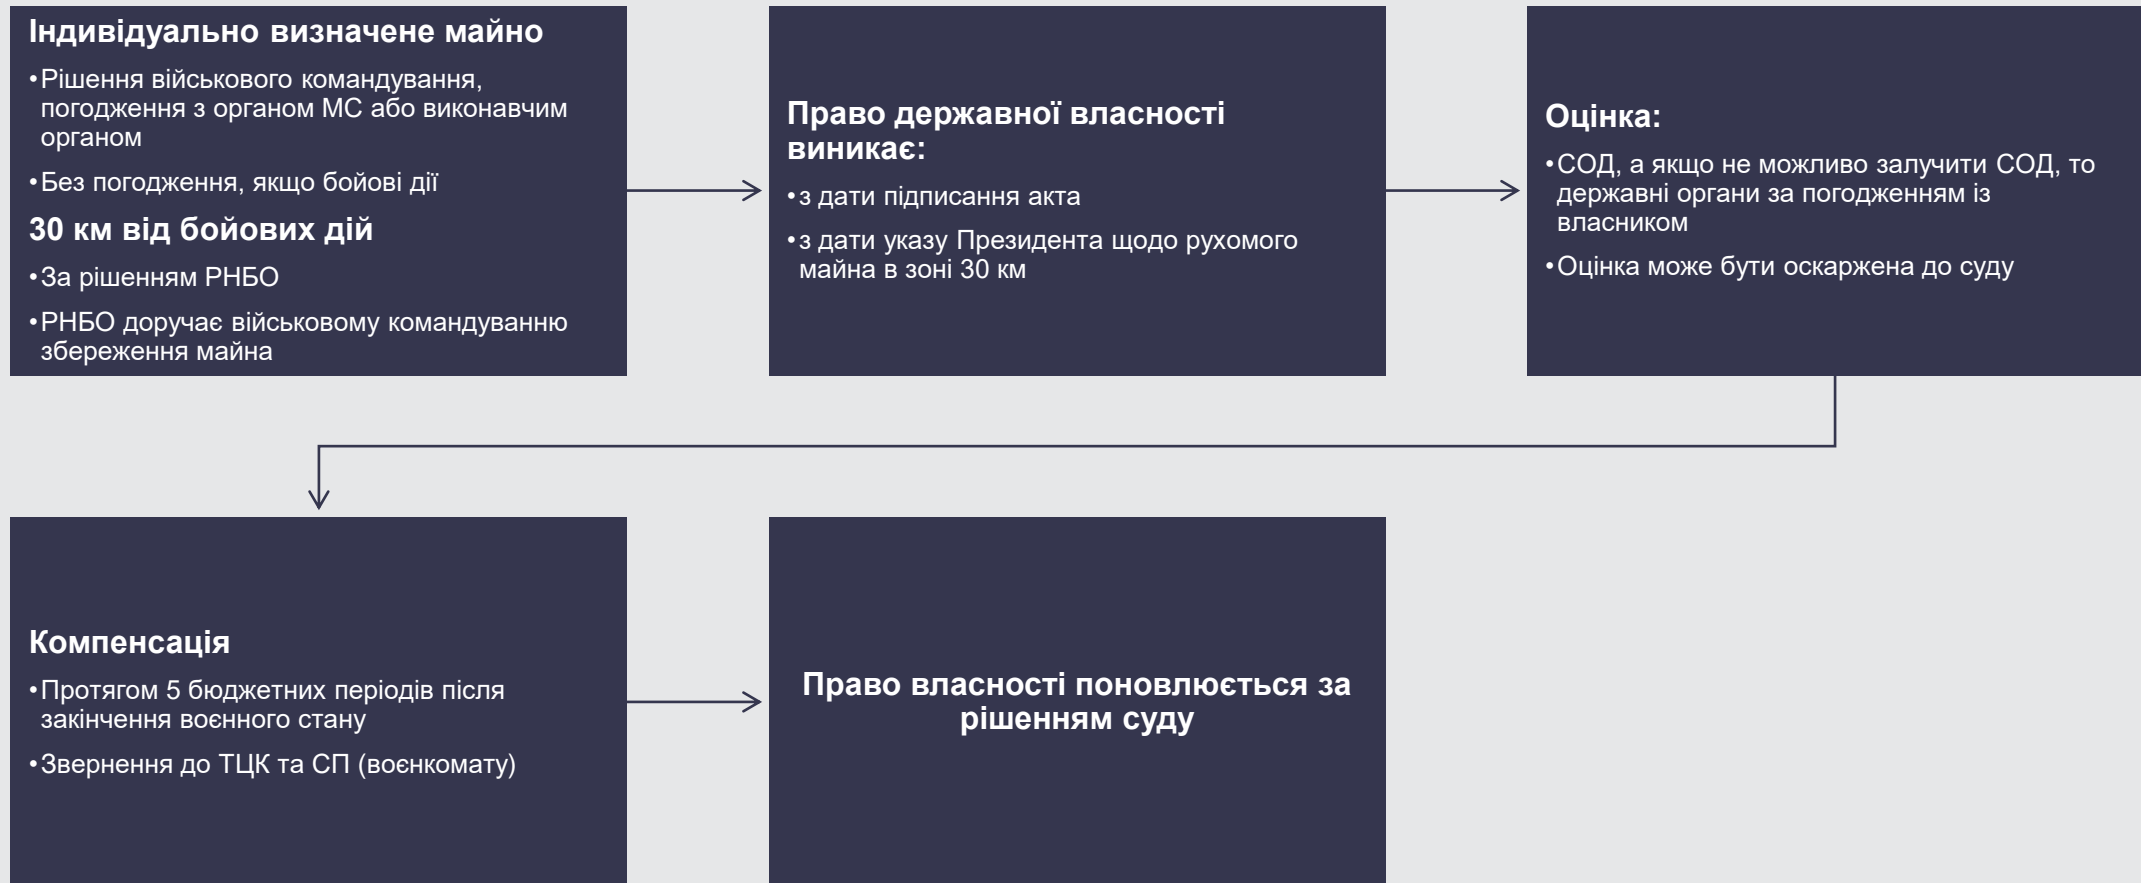 Індивідуально визначене майно
•Рішення військового командування,
погодження з органом МС або виконавчим
органом
•Без погодження, якщо бойові дії
30 км від бойових дій
•За рішенням РНБО
•РНБО доручає військовому командуванню
збереження майна
Право державної власності
виникає:
•з дати підписання акта
•з дати указу Президента щодо рухомого
майна в зоні 30 км
Оцінка:
•СОД, а якщо не можливо залучити СОД, то
державні органи за погодженням із
власником
•Оцінка може бути оскаржена до суду
Компенсація
•Протягом 5 бюджетних періодів після
закінчення воєнного стану
•Звернення до ТЦК та СП (воєнкомату)
Право власності поновлюється за
рішенням суду